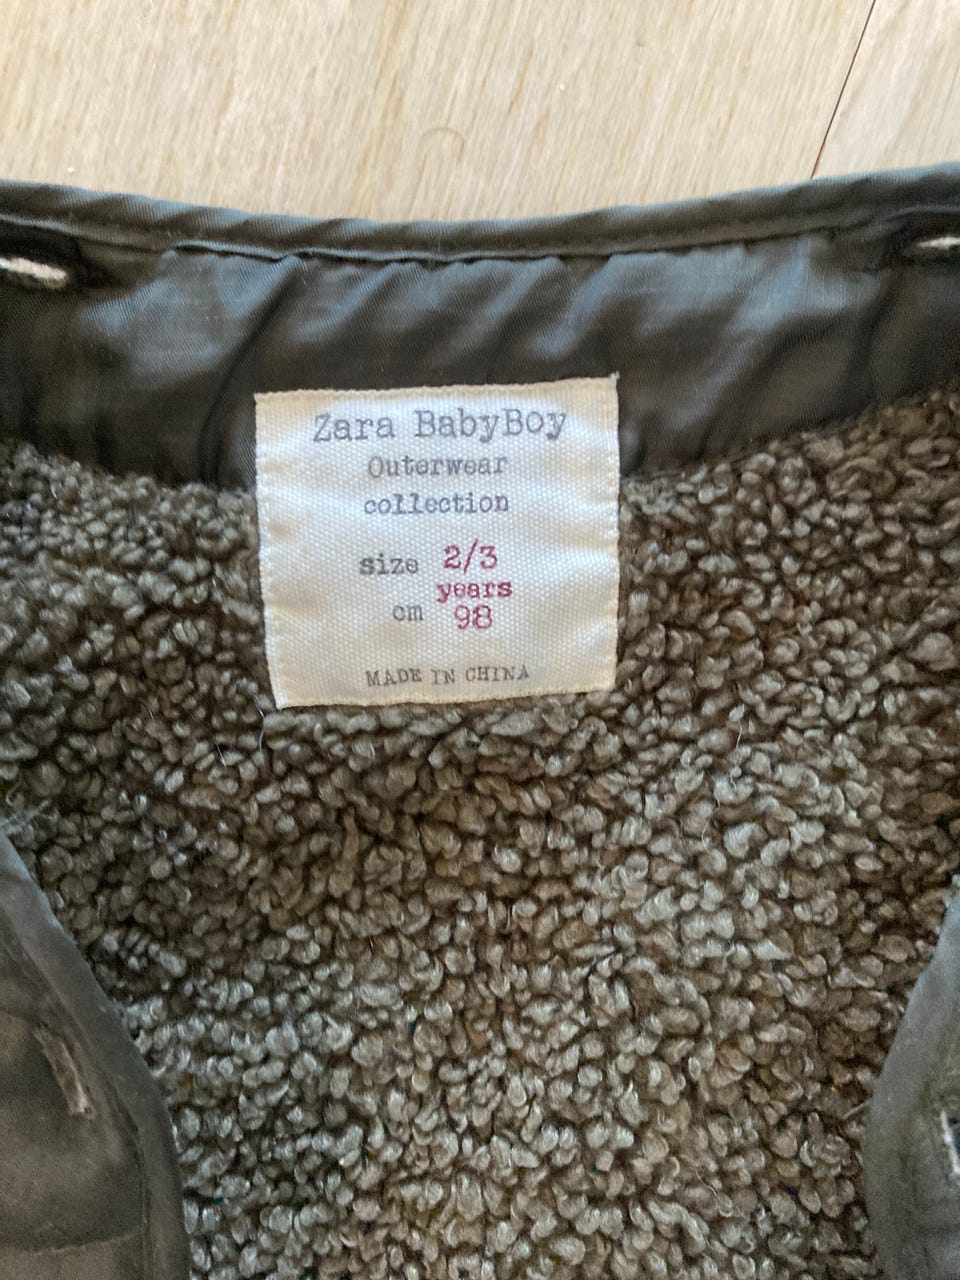 Zara BabyBoy
Outerwear
collection
size 2/3
years
cm 98
MADE IN CHINA